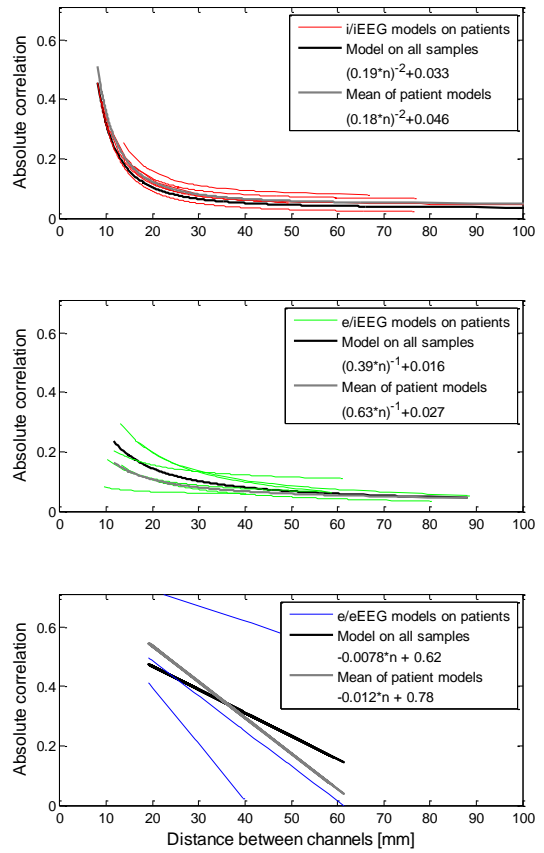 Absolute correlation
0.6
0.4
0.2
0
i/iEEG models on patients
Model on all samples
(0.19*n)^-2+0.033
Mean of patient models
(0.18*n)^-2+0.046
0 10 20 30 40 50 60 70 80 90 100
Absolute correlation
0.6
0.4
0.2
0
e/iEEG models on patients
Model on all samples
(0.39*n)^-1+0.016
Mean of patient models
(0.63*n)^-1+0.027
0 10 20 30 40 50 60 70 80 90 100
Absolute correlation
0.6
0.4
0.2
0
e/eEEG models on patients
Model on all samples
-0.0078*n + 0.62
Mean of patient models
-0.012*n + 0.78
0 10 20 30 40 50 60 70 80 90 100
Distance between channels [mm]